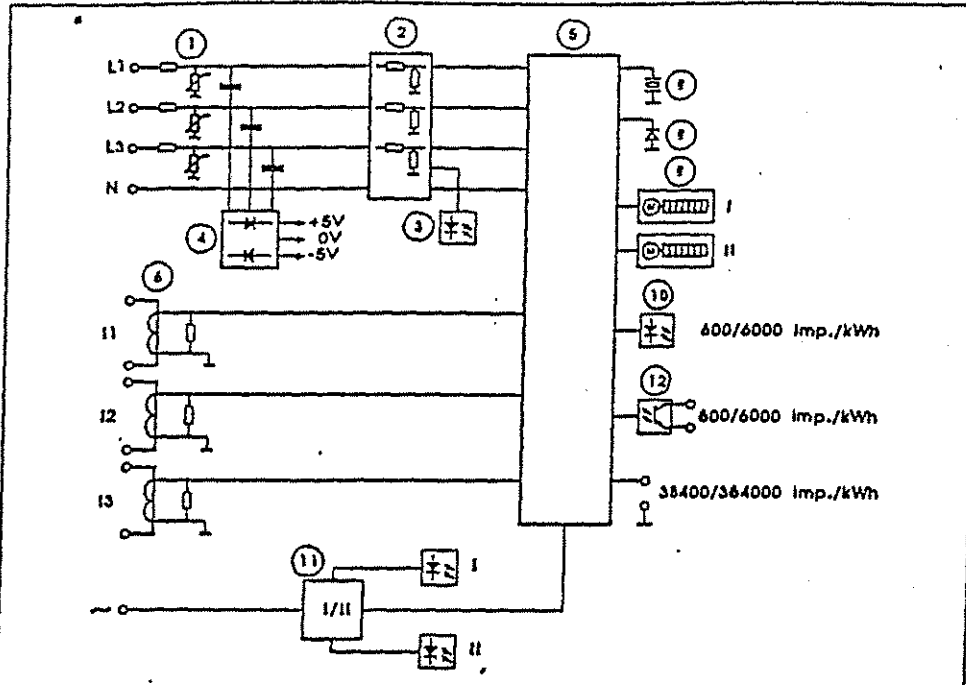 1
2
5
L1
L2
L3
N
4
+5V
0V
-5V
3
I
II
6
I1
I2
I3
10
600/6000 imp./kWh
12
600/6000 imp./kWh
38400/384000 imp./kWh
11
I
~
I/II
II